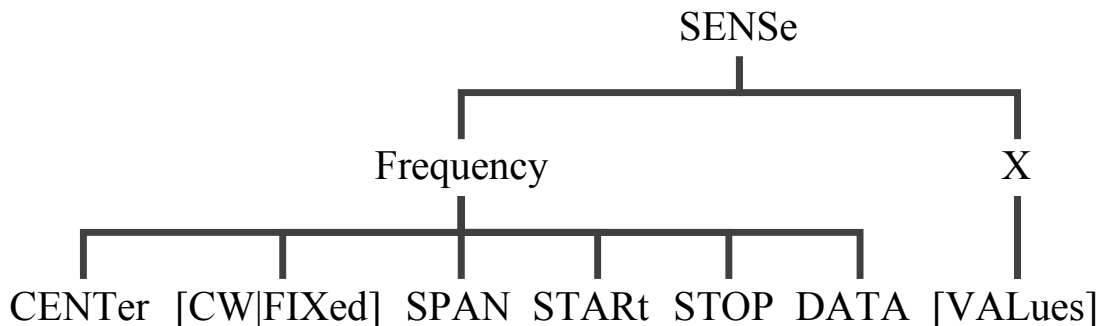 SENSe
Frequency X
CENTer [CW|FIXed] SPAN STARt STOP DATA [VALues]